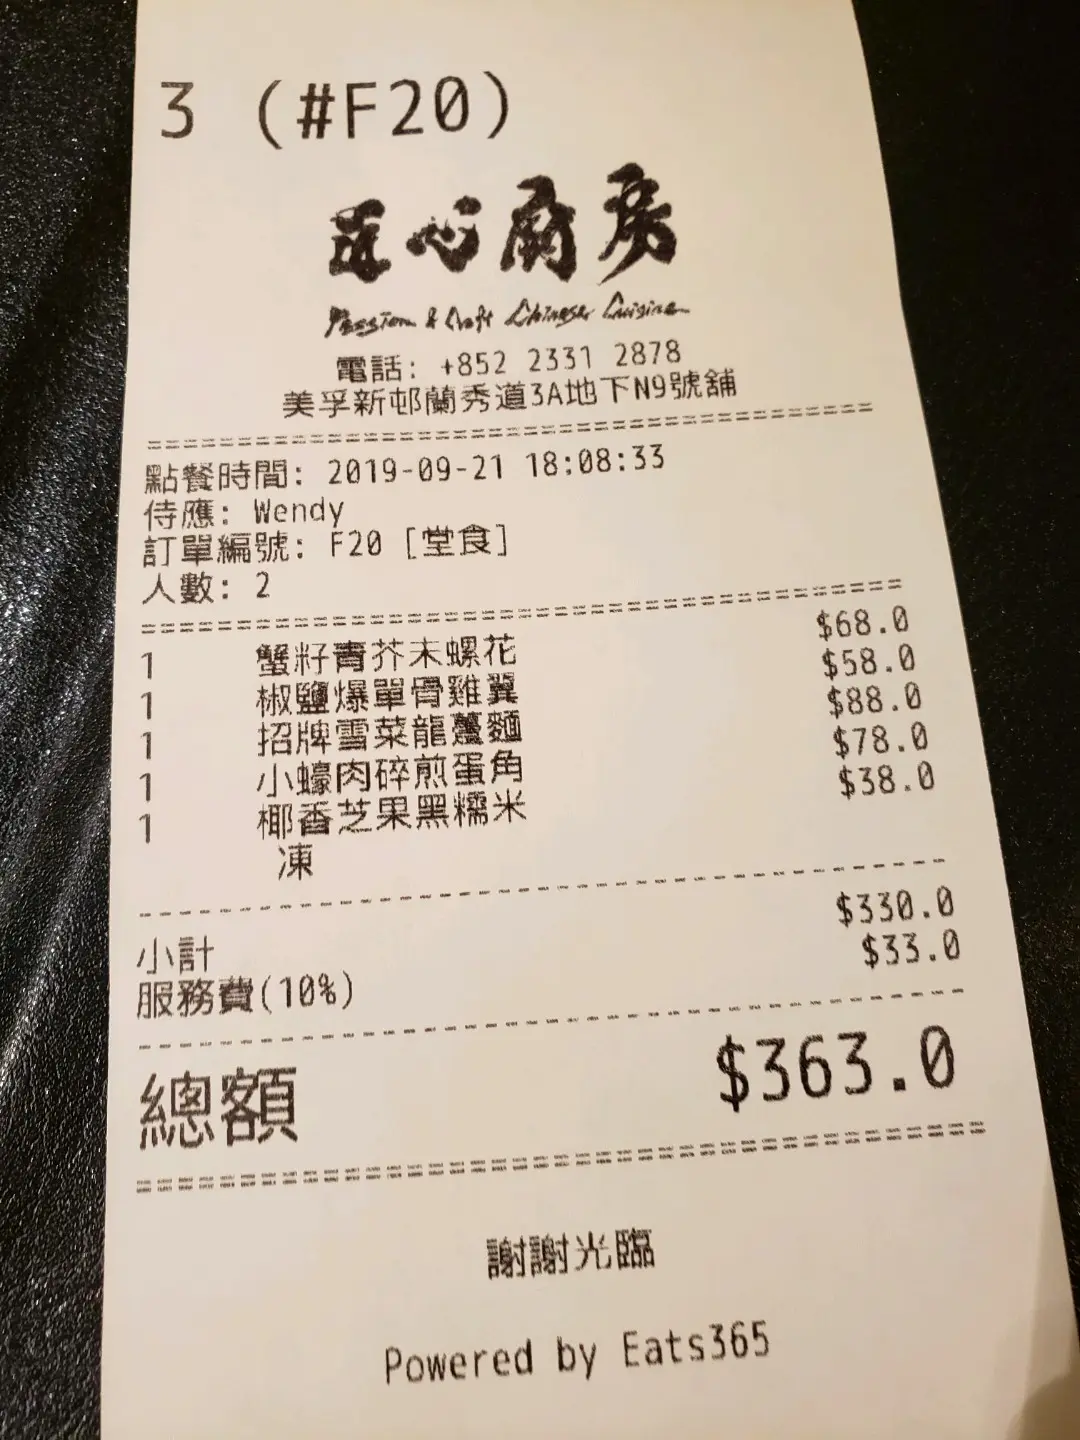 3 (#F20)
匠心廚房
Passion & Craft Chinese Cuisine
電話: +852 2331 2878
美孚新邨蘭秀道3A地下N9號舖
點餐時間: 2019-09-21 18:08:33
侍應: Wendy
訂單編號: F20 [堂食]
人數: 2
1 蟹籽青芥末螺花 $68.0
1 椒鹽爆單骨雞翼 $58.0
1 招牌雪菜龍躉麵 $88.0
1 小蠔肉碎煎蛋角 $78.0
1 椰香芝果黑糯米 $38.0
凍
小計 $330.0
服務費(10%) $33.0
總額 $363.0
謝謝光臨
Powered by Eats365